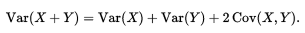 Var(X + Y) = Var(X) + Var(Y) + 2 Cov(X, Y).